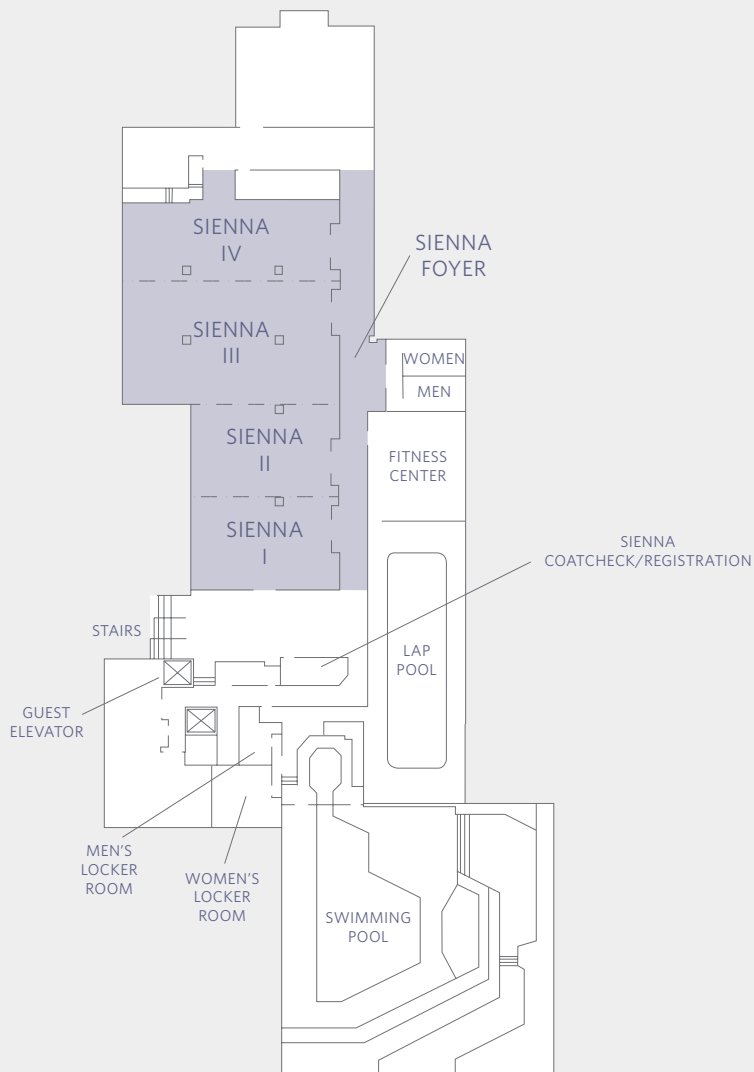 SIENNA
IV
SIENNA
FOYER
SIENNA
III
WOMEN
MEN
SIENNA
II
FITNESS
CENTER
SIENNA
I
SIENNA
COATCHECK/REGISTRATION
STAIRS
LAP
POOL
GUEST
ELEVATOR
MEN'S
LOCKER
ROOM
WOMEN'S
LOCKER
ROOM
SWIMMING
POOL